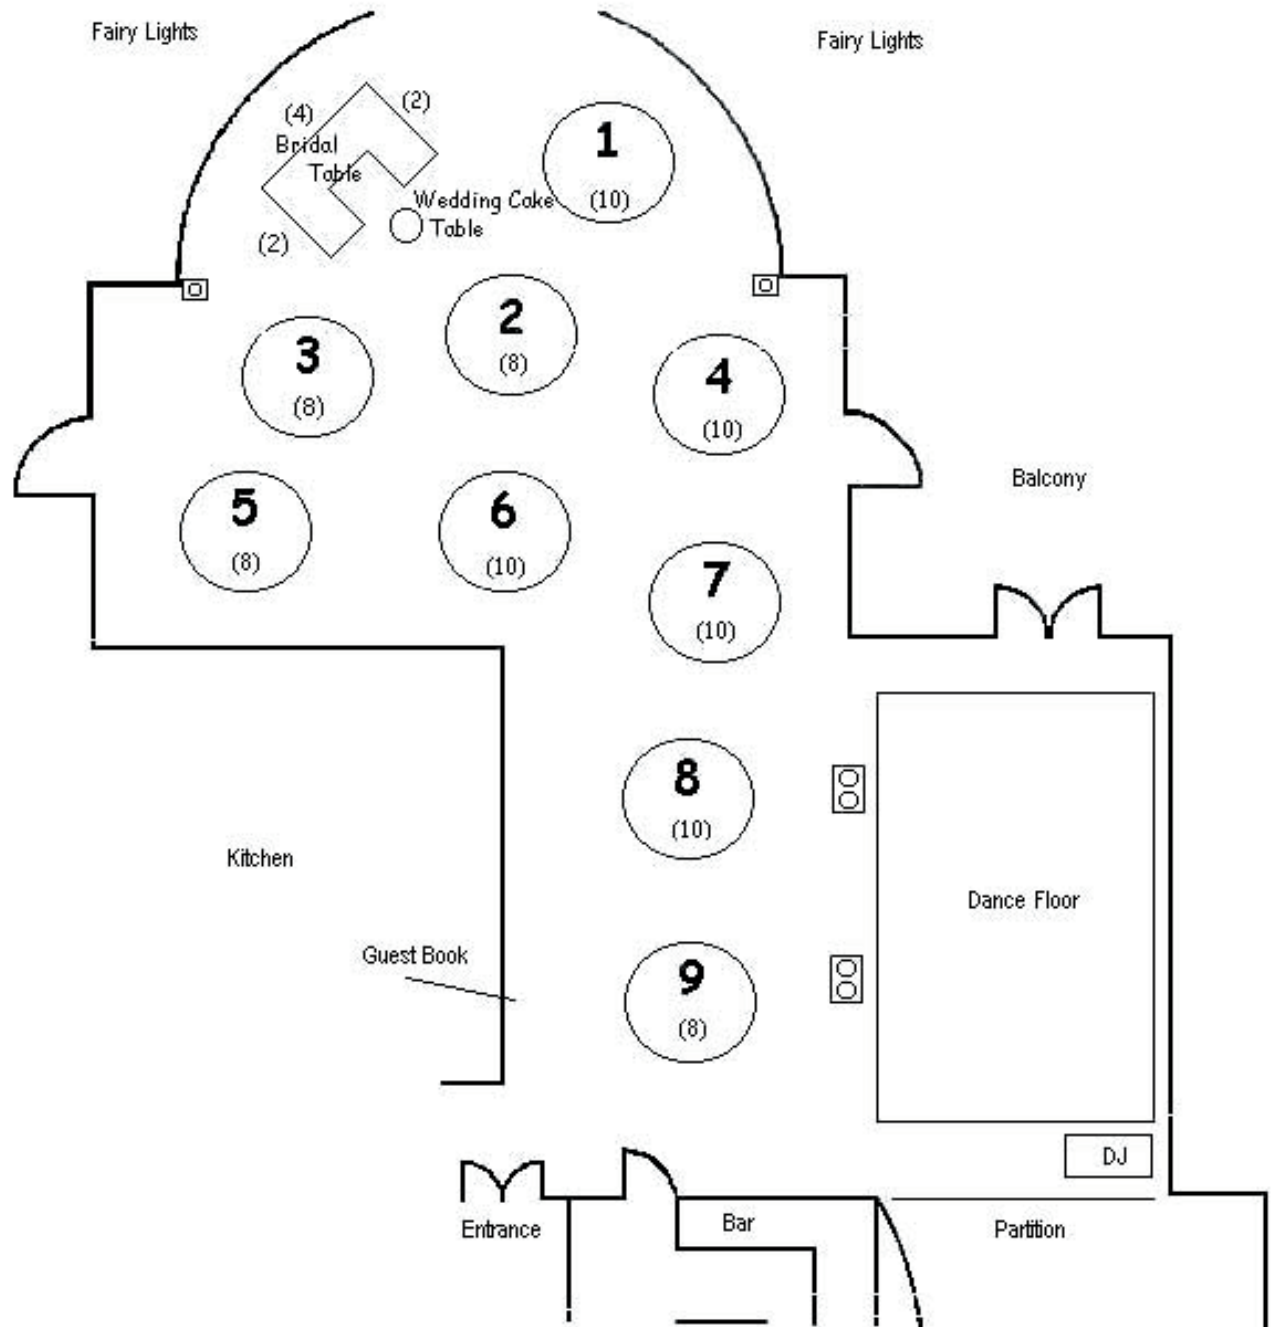 Fairy Lights
Fairy Lights
(4)
(2)
Bridal
Table
(2)
Wedding Cake
Table
1
(10)
2
(8)
3
(8)
4
(10)
5
(8)
6
(10)
7
(10)
Balcony
8
(10)
Kitchen
Dance Floor
Guest Book
9
(8)
DJ
Entrance
Bar
Partition